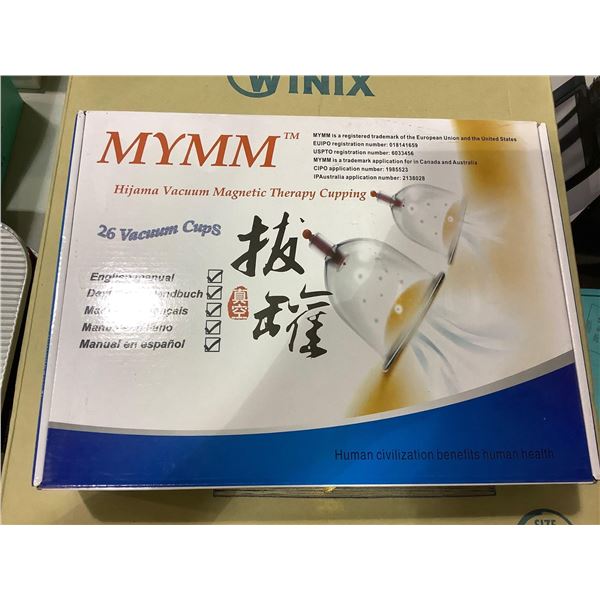 WINIX
MYMM™
Hijama Vacuum Magnetic Therapy Cupping
MYMM is a registered trademark of the European Union and the United States
EUIPO registration number: 018141659
USPTO registration number: 6033456
MYMM is a trademark application for in Canada and Australia
CIPO application number: 1985523
IPAustralia application number: 2138028
26 Vacuum Cups
拔罐
真空
English manual
Manual en español
Human civilization benefits human health
SIZE